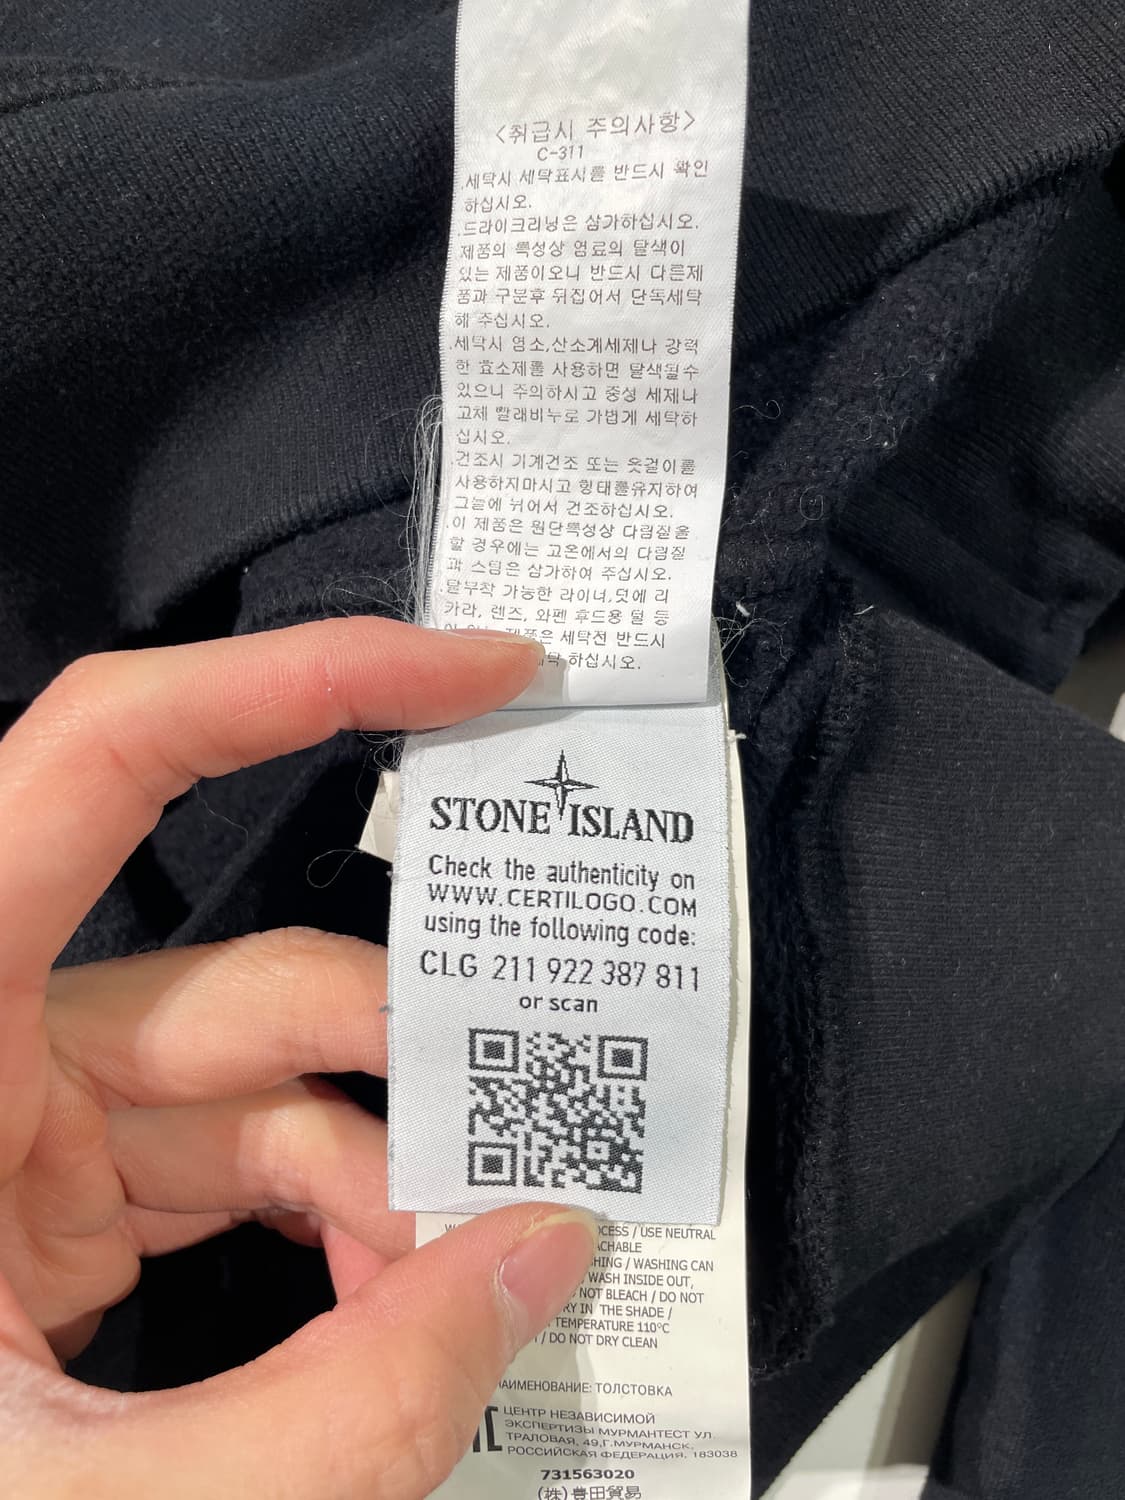 <취급시 주의사항>
C-311
.세탁시 세탁표시를 반드시 확인
하십시오.
.드라이크리닝은 삼가하십시오.
제품의 특성상 염료의 탈색이
있는 제품이오니 반드시 다른제
품과 구분후 뒤집어서 단독세탁
해 주십시오.
.세탁시 염소,산소계세제나 강력
한 효소제를 사용하면 탈색될수
있으니 주의하시고 중성 세제나
고체 빨래비누로 가볍게 세탁하
십시오.
.건조시 기계건조 또는 옷걸이를
사용하지마시고 형태를유지하여
그늘에 뉘어서 건조하십시오.
.이 제품은 원단특성상 다림질을
할 경우에는 고온에서의 다림질
과 스팀은 삼가하여 주십시오.
.탈부착 가능한 라이너,덧에 리
카라, 렌즈, 와펜 후드용 털 등
제품은 세탁전 반드시
하십시오.
STONE ISLAND
Check the authenticity on
WWW.CERTILOGO.COM
using the following code:
CLG 211 922 387 811
or scan
/ USE NEUTRAL
/ WASHING CAN
WASH INSIDE OUT,
NOT BLEACH / DO NOT
IN THE SHADE /
TEMPERATURE 110°C
/ DO NOT DRY CLEAN
НАИМЕНОВАНИЕ: ТОЛСТОВКА
ЦЕНТР НЕЗАВИСИМОЙ
ЭКСПЕРТИЗЫ МУРМАНТЕСТ УЛ.
ТРАЛОВАЯ, 49,Г.МУРМАНСК,
РОССИЙСКАЯ ФЕДЕРАЦИЯ, 183038
731563020
(株)豊田貿易